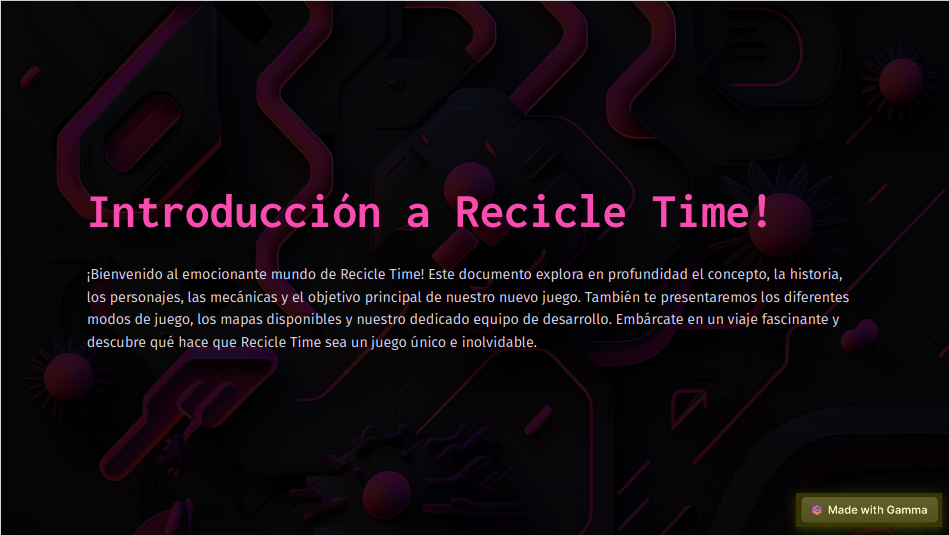 Introducción a Recicle Time!
¡Bienvenido al emocionante mundo de Recicle Time! Este documento explora en profundidad el concepto, la historia,
los personajes, las mecánicas y el objetivo principal de nuestro nuevo juego. También te presentaremos los diferentes
modos de juego, los mapas disponibles y nuestro dedicado equipo de desarrollo. Embárcate en un viaje fascinante y
descubre qué hace que Recicle Time sea un juego único e inolvidable.
Made with Gamma